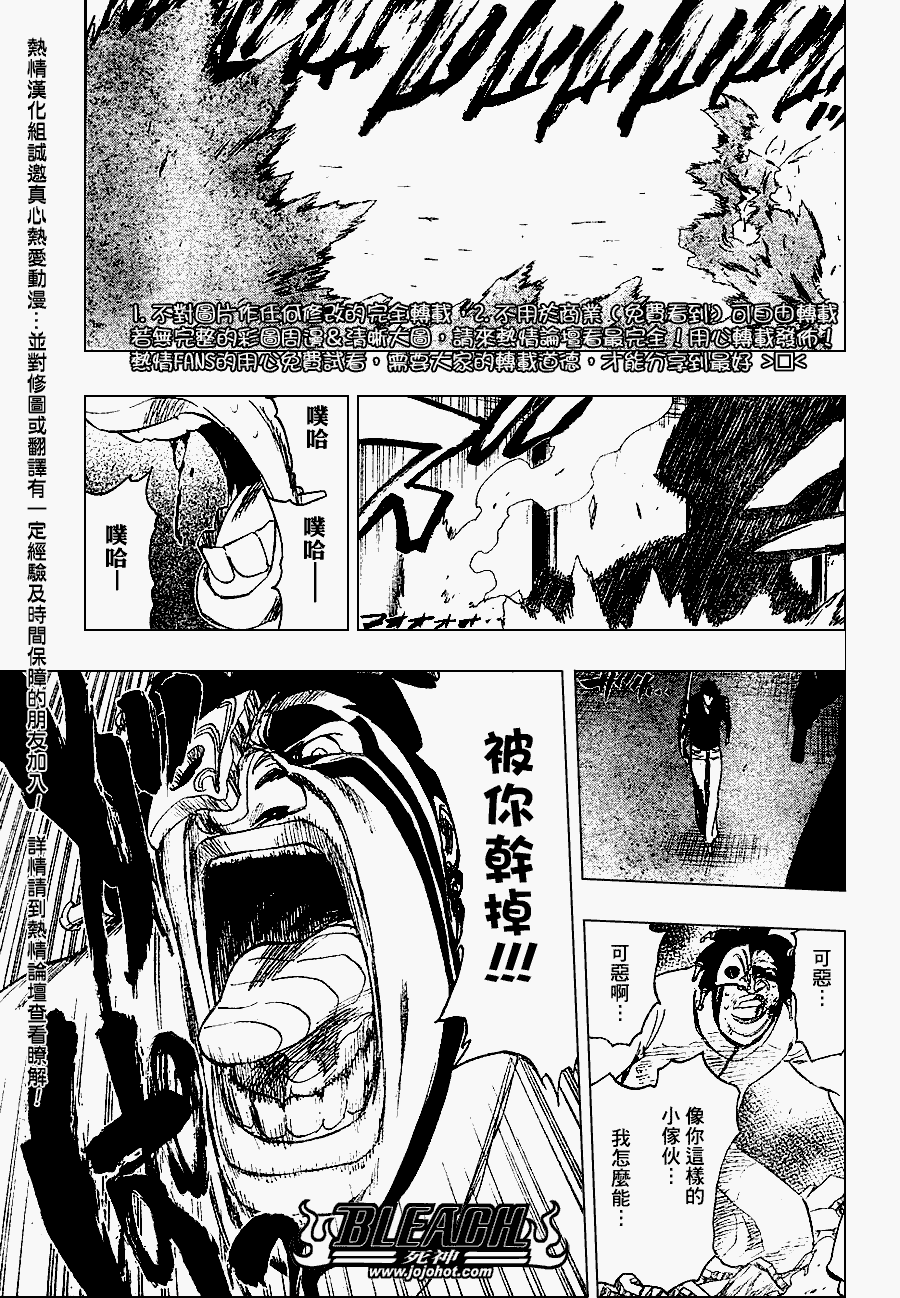 熱情漢化組誠邀真心熱愛動漫…並對修圖或翻譯有一定經驗及時間保障的朋友加入！ 詳情請到熱情論壇查看瞭解！
1. 不對圖片作任何修改的完全轉載 2. 不用於商業（免費看到）可自由轉載
若無完整的彩圖周漫&清晰大圖，請來熱情論壇看最完全！用心轉載發佈！
熱情FANS的用心免費試看，需要大家的轉載道德，才能分享到最好 >口<
ゴオオオオ…
噗哈
噗哈—
噗哈—
可惡…
可惡啊…
像你這樣的
小傢伙…
我怎麼能…
被你幹掉!!!
BLEACH
死神
www.jojohot.com